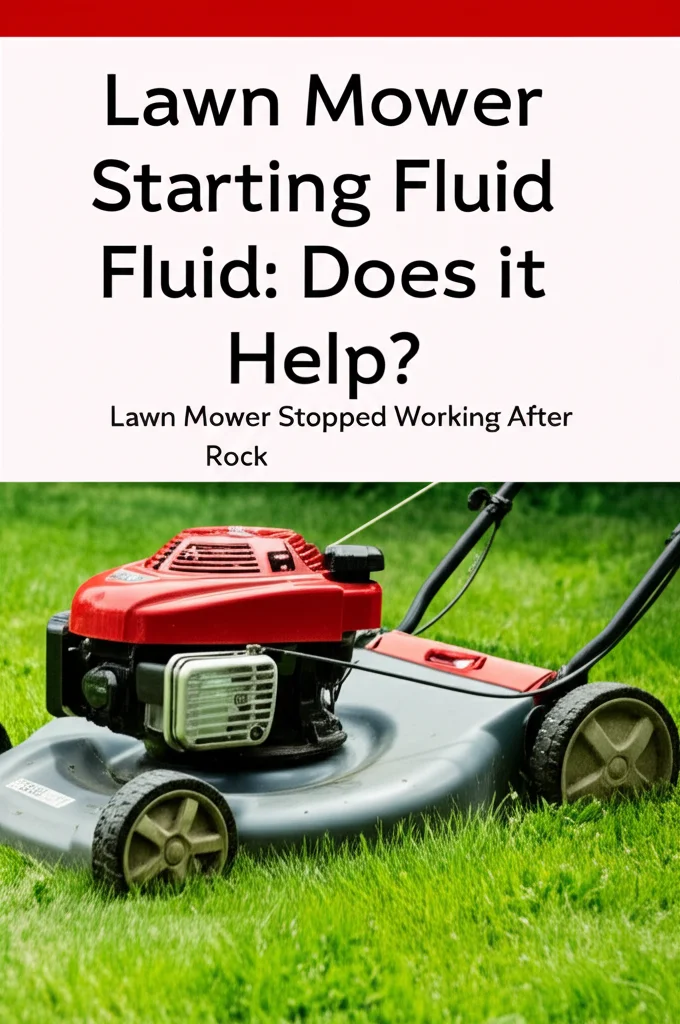 Lawn Mower
Starting Fluid
Fluid: Does it
Help?
Lawn Mower Stopped Working After
Rock